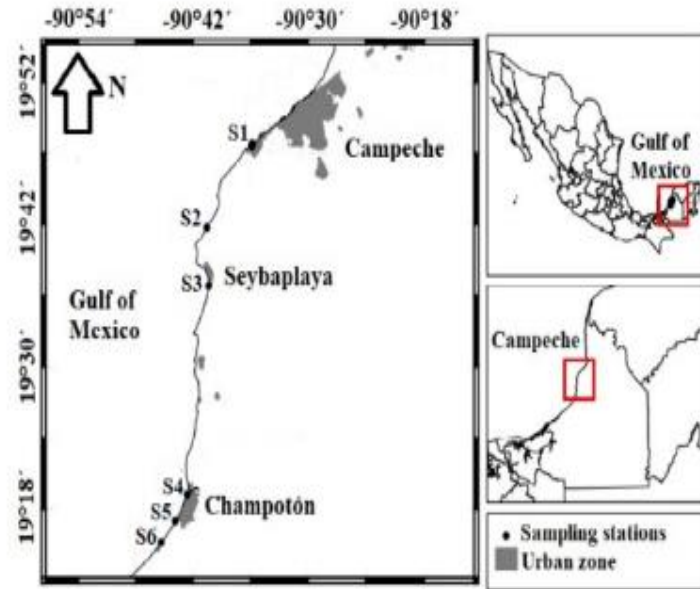 -90°54´ -90°42´ -90°30´ -90°18´
19°52´
N
S1
Campeche
19°42´
S2
S3
Seybaplaya
Gulf of
Mexico
19°30´
S4
Champotón
19°18´
S5
S6
Gulf of
Mexico
Campeche
Sampling stations
Urban zone